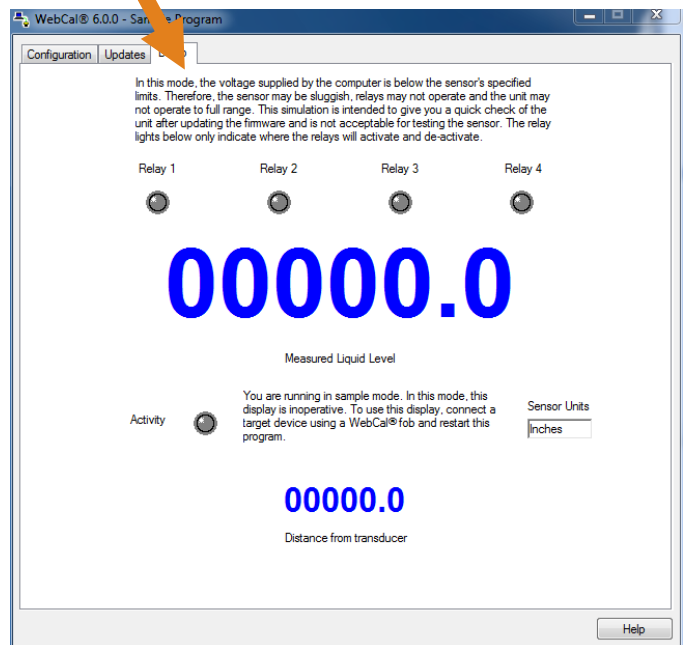 WebCal® 6.0.0 - Sample Program
Configuration Updates
In this mode, the voltage supplied by the computer is below the sensor's specified
limits. Therefore, the sensor may be sluggish, relays may not operate and the unit may
not operate to full range. This simulation is intended to give you a quick check of the
unit after updating the firmware and is not acceptable for testing the sensor. The relay
lights below only indicate where the relays will activate and de-activate.
Relay 1 Relay 2 Relay 3 Relay 4
00000.0
Measured Liquid Level
You are running in sample mode. In this mode, this
display is inoperative. To use this display, connect a
target device using a WebCal® fob and restart this
program.
Activity
Sensor Units
Inches
00000.0
Distance from transducer
Help